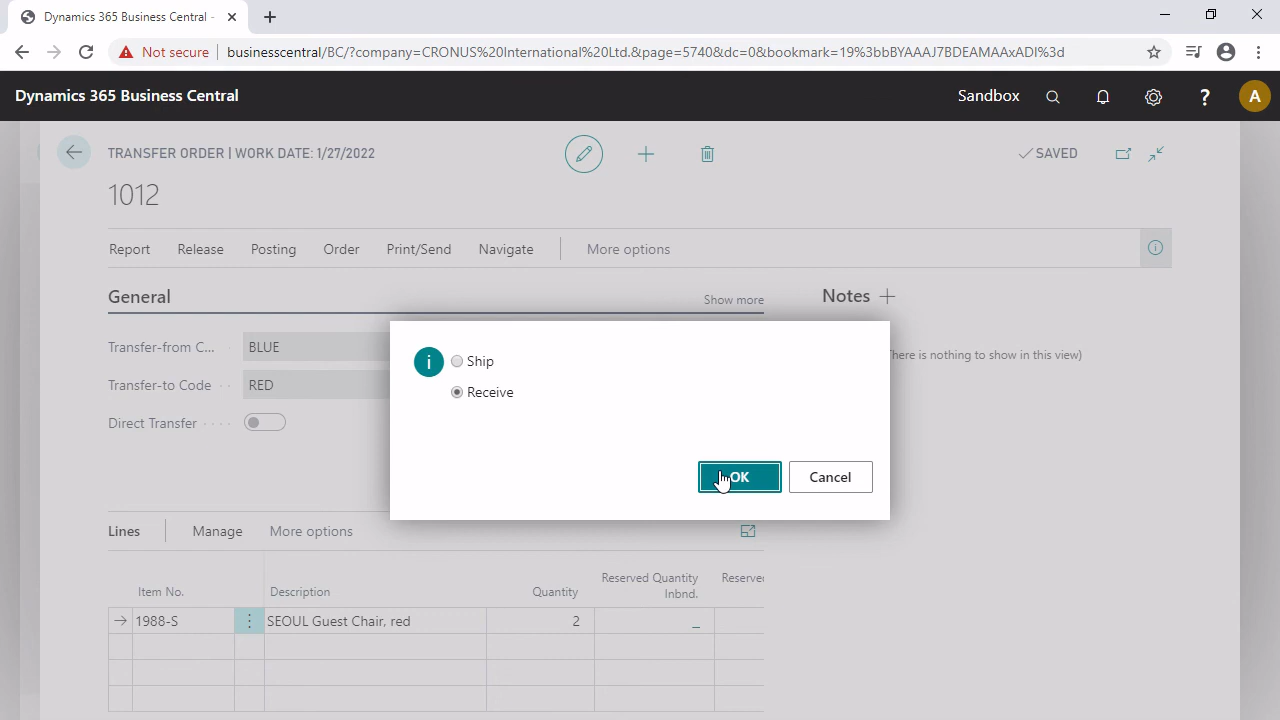 Dynamics 365 Business Central -
Not secure
businesscentral/BC/?company=CRONUS%20International%20Ltd.&page=5740&dc=0&bookmark=19%3bbBYAAAJ7BDEAMAAxADI%3d
Dynamics 365 Business Central
Sandbox
?
A
TRANSFER ORDER | WORK DATE: 1/27/2022
SAVED
1012
Report Release Posting Order Print/Send Navigate More options
General
Show more
Notes
Transfer-from C...
BLUE
here is nothing to show in this view)
Transfer-to Code
RED
Direct Transfer
i
Ship
Receive
OK
Cancel
Lines Manage More options
Item No.
Description
Quantity
Reserved Quantity
Inbnd.
Reserved
1988-S
SEOUL Guest Chair, red
2
_